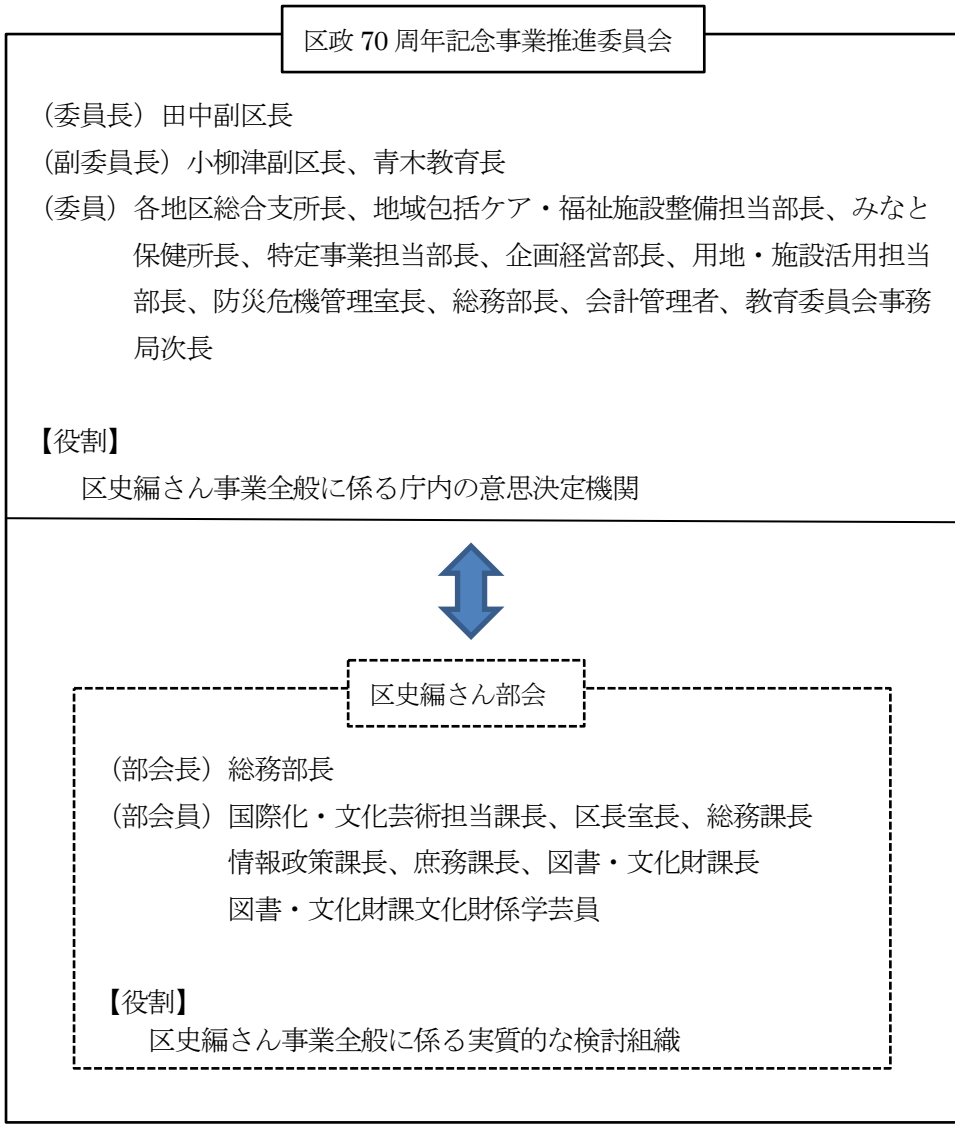 区政 70 周年記念事業推進委員会
（委員長）田中副区長
（副委員長）小柳津副区長、青木教育長
（委員）各地区総合支所長、地域包括ケア・福祉施設整備担当部長、みなと
保健所長、特定事業担当部長、企画経営部長、用地・施設活用担当
部長、防災危機管理室長、総務部長、会計管理者、教育委員会事務
局次長
【役割】
区史編さん事業全般に係る庁内の意思決定機関
区史編さん部会
（部会長）総務部長
（部会員）国際化・文化芸術担当課長、区長室長、総務課長
情報政策課長、庶務課長、図書・文化財課長
図書・文化財課文化財係学芸員
【役割】
区史編さん事業全般に係る実質的な検討組織